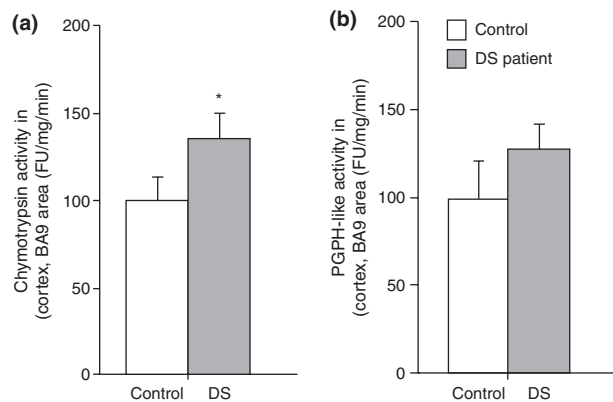 (a)
200
150
100
50
0
Chymotrypsin activity in
(cortex, BA9 area (FU/mg/min)
*
Control DS
(b)
200
150
100
50
0
PGPH-like activity in
(cortex, BA9 area (FU/mg/min)
Control
DS patient
Control DS